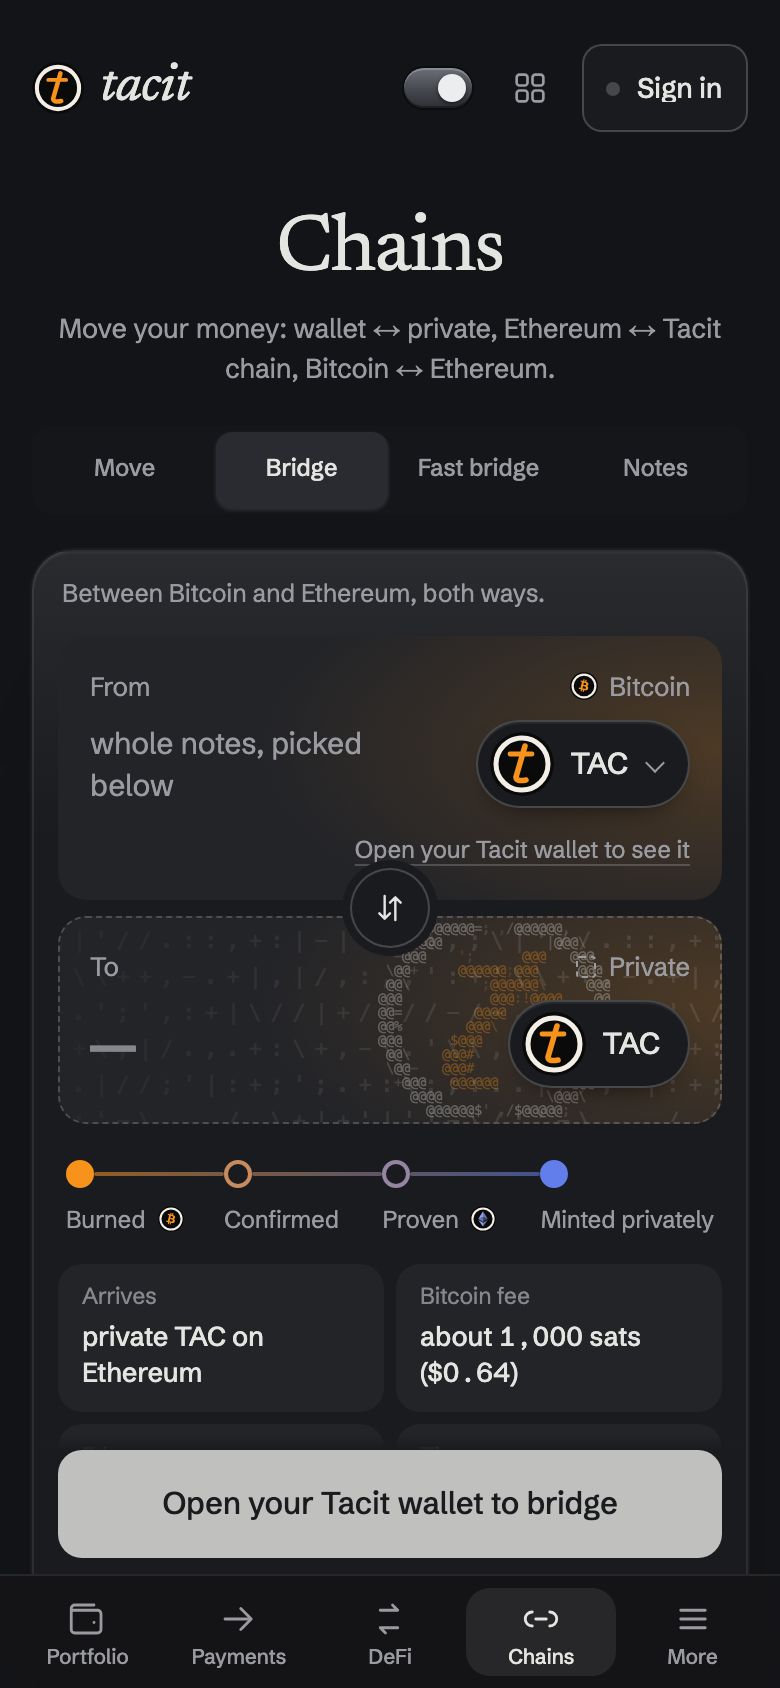 tacit
Sign in
Chains
Move your money: wallet ↔ private, Ethereum ↔ Tacit
chain, Bitcoin ↔ Ethereum.
Move
Bridge
Fast bridge
Notes
Between Bitcoin and Ethereum, both ways.
From
Bitcoin
whole notes, picked
below
TAC
Open your Tacit wallet to see it
To
Private
—
TAC
Burned
Confirmed
Proven
Minted privately
Arrives
private TAC on
Ethereum
Bitcoin fee
about 1,000 sats
($0.64)
Open your Tacit wallet to bridge
Portfolio
Payments
DeFi
Chains
More